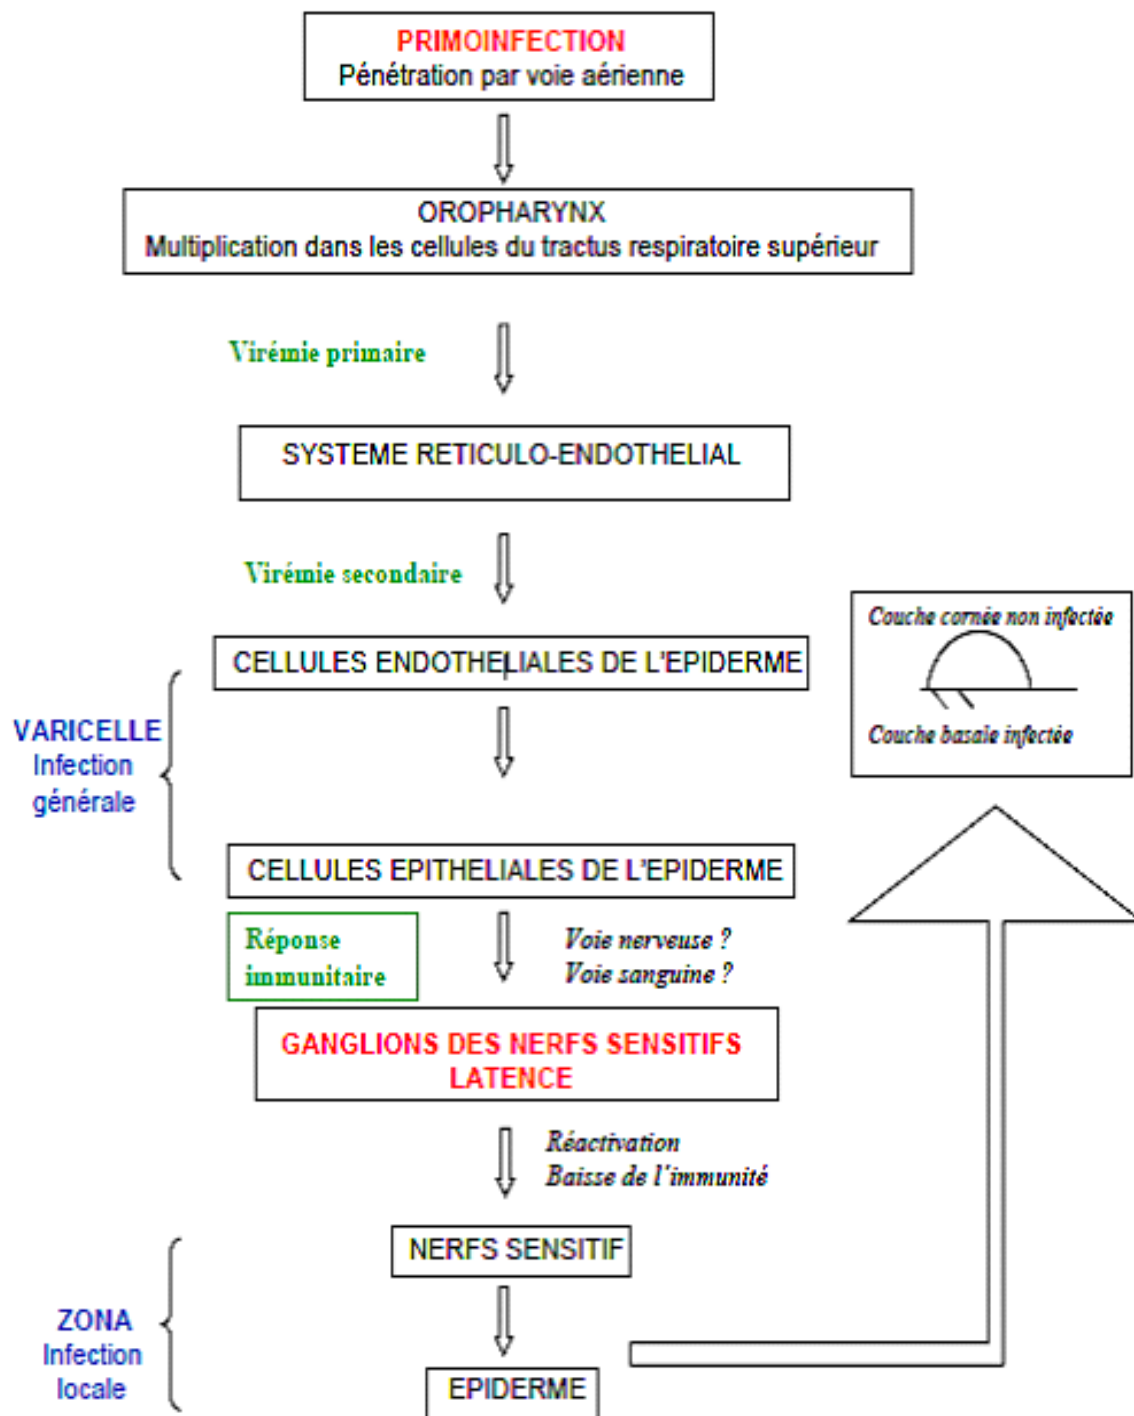 PRIMOINFECTION
Pénétration par voie aérienne
OROPHARYNX
Multiplication dans les cellules du tractus respiratoire supérieur
Virémie primaire
SYSTEME RETICULO-ENDOTHELIAL
Virémie secondaire
Couche cornée non infectée
Couche basale infectée
CELLULES ENDOTHELIALES DE L'EPIDERME
VARICELLE
Infection
générale
CELLULES EPITHELIALES DE L'EPIDERME
Réponse
immunitaire
Voie nerveuse ?
Voie sanguine ?
GANGLIONS DES NERFS SENSITIFS
LATENCE
Réactivation
Baisse de l'immunité
NERFS SENSITIF
ZONA
Infection
locale
EPIDERME